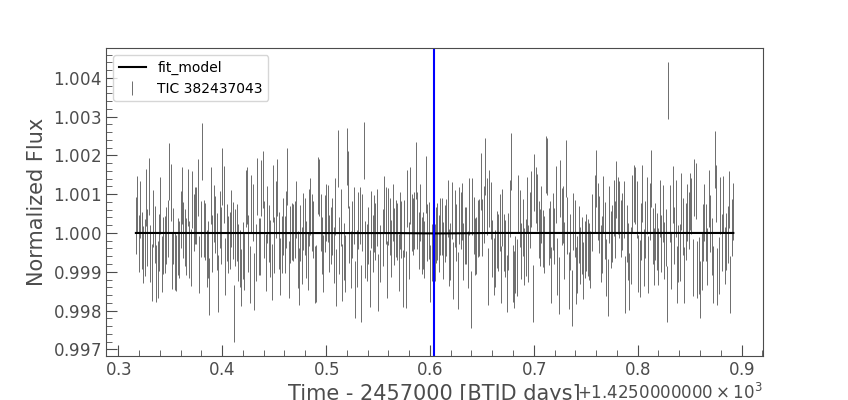 fit_model
TIC 382437043
Normalized Flux
1.004
1.003
1.002
1.001
1.000
0.999
0.998
0.997
0.3 0.4 0.5 0.6 0.7 0.8 0.9
Time - 2457000 [BTJD days]
+1.4250000000 × 10³